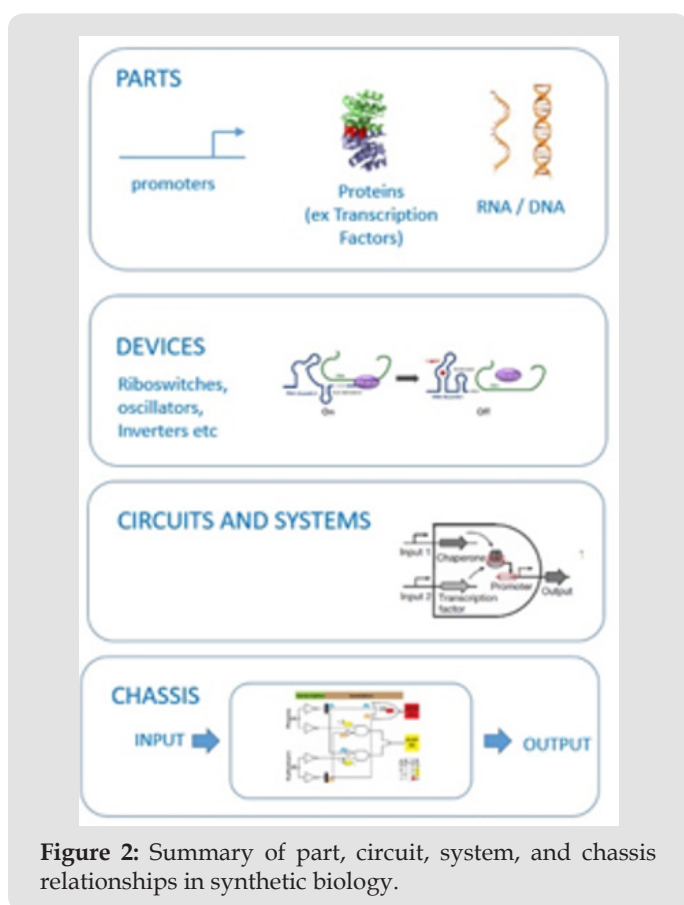 PARTS
promoters
Proteins
(ex Transcription
Factors)
RNA / DNA
DEVICES
Riboswitches,
oscillators,
Inverters etc
On
Off
CIRCUITS AND SYSTEMS
Input 1
Chaperone
Input 2
Transcription
factor
Promoter
Output
CHASSIS
INPUT
OUTPUT
Figure 2: Summary of part, circuit, system, and chassis
relationships in synthetic biology.